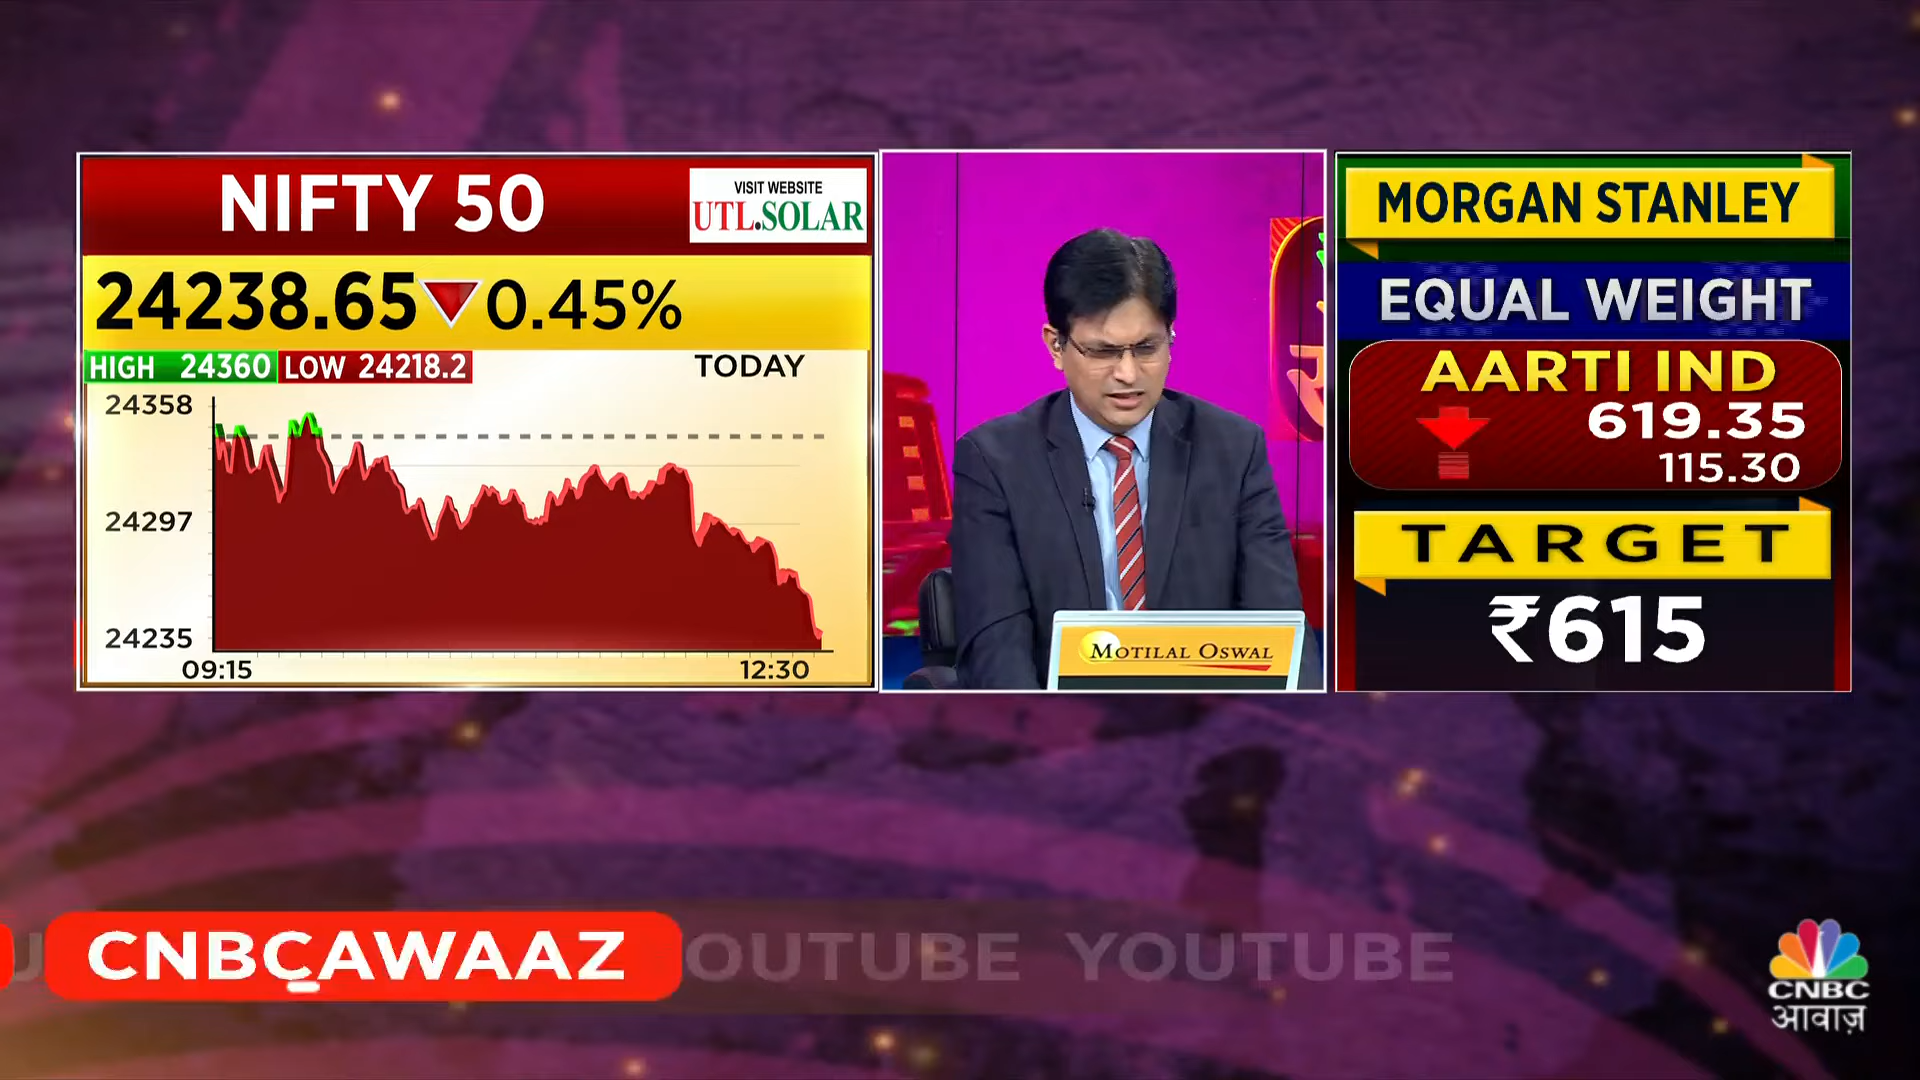 NIFTY 50
VISIT WEBSITE
UTL.SOLAR
24238.65 0.45%
HIGH 24360 LOW 24218.2
TODAY
24358
24297
24235
09:15
12:30
MOTILAL OSWAL
MORGAN STANLEY
EQUAL WEIGHT
AARTI IND
619.35
115.30
TARGET
₹615
CNBCAWAAZ
OUTUBE YOUTUBE
CNBC
आवाज़